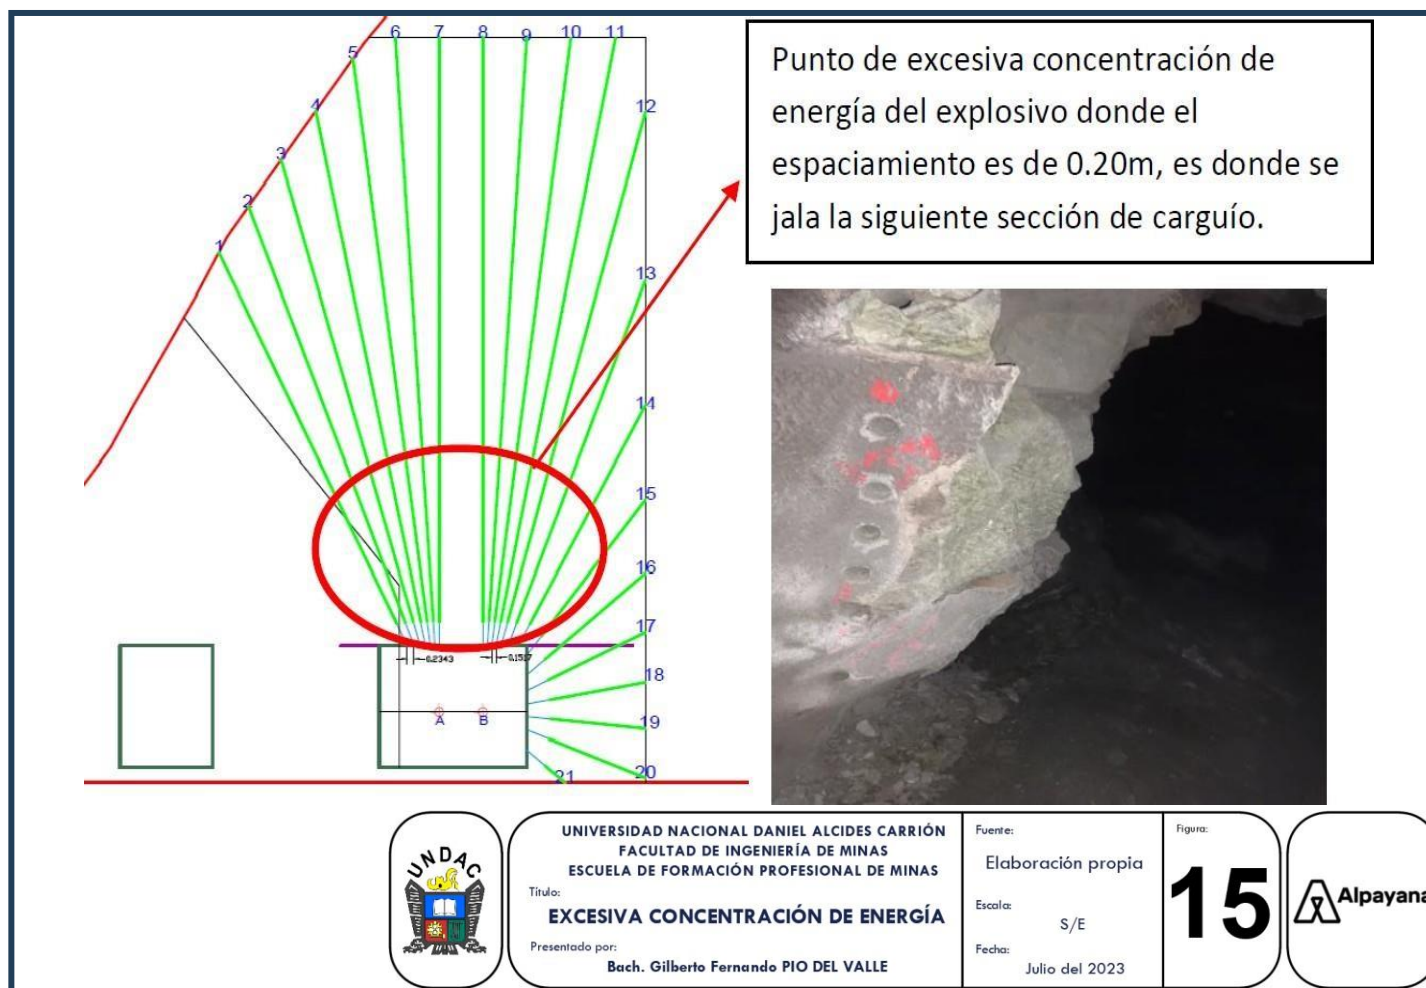 6 7 8 9 10 11
5
4
3
2
1
12
13
14
15
16
17
18
19
20
21
0.2343
A B
Punto de excesiva concentración de
energía del explosivo donde el
espaciamiento es de 0.20m, es donde se
jala la siguiente sección de carguío.
UNDAC
UNIVERSIDAD NACIONAL DANIEL ALCIDES CARRIÓN
FACULTAD DE INGENIERÍA DE MINAS
ESCUELA DE FORMACIÓN PROFESIONAL DE MINAS
Título:
EXCESIVA CONCENTRACIÓN DE ENERGÍA
Presentado por:
Bach. Gilberto Fernando PIO DEL VALLE
Fuente:
Elaboración propia
Escala:
S/E
Fecha:
Julio del 2023
Figura:
15
Alpayana